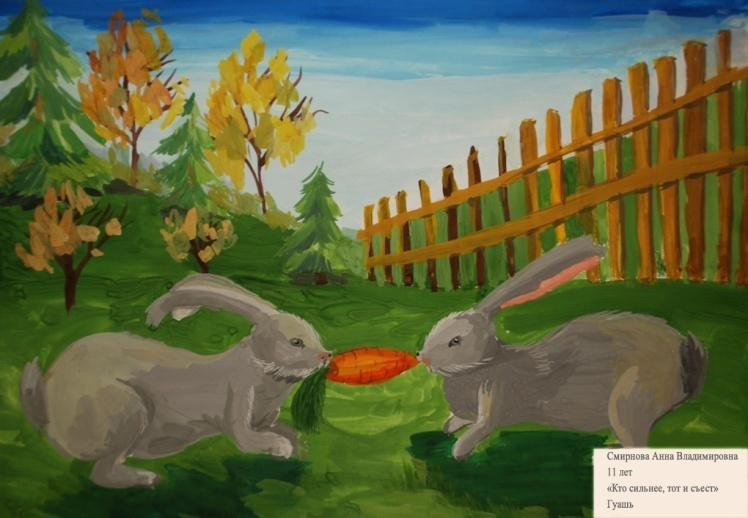 Смирнова Анна Владимировна
11 лет
«Кто сильнее, тот и съест»
Гуашь